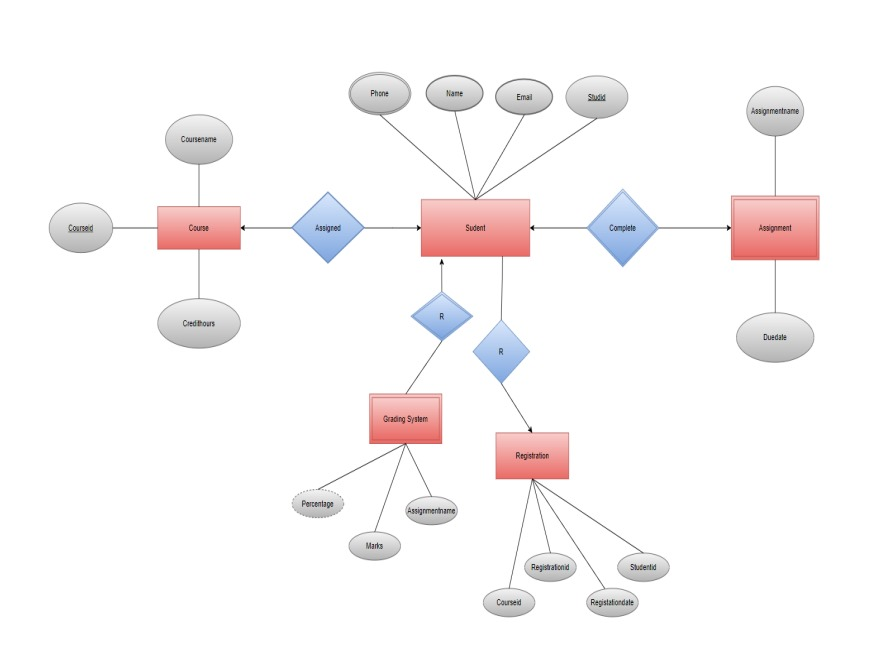 Phone
Name
Email
Studid
Assignmentname
Coursename
Courseid
Course
Assigned
Sudent
Complete
Assignment
Credithours
R
R
Duedate
Grading System
Registration
Percentage
Assignmentname
Marks
Registrationid
Studentid
Courseid
Registationdate